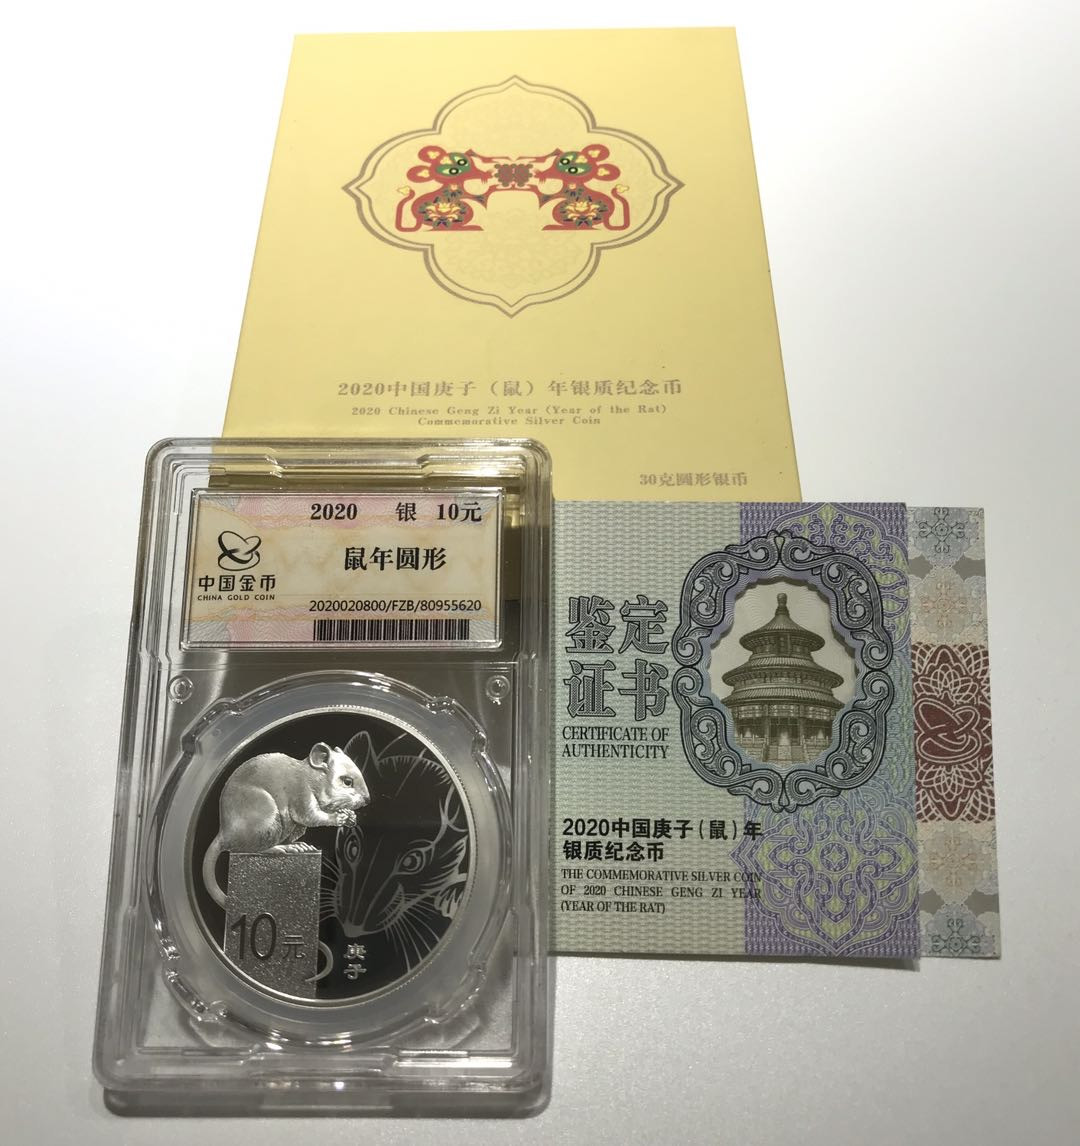 2020中国庚子（鼠）年银质纪念币
2020 Chinese Geng Zi Year (Year of the Rat)
Commemorative Silver Coin
30克圆形银币
2020 银 10元
鼠年圆形
中国金币
CHINA GOLD COIN
2020020800/FZB/80955620
10元
庚子
鉴定
证书
CERTIFICATE OF
AUTHENTICITY
2020中国庚子(鼠)年
银质纪念币
THE COMMEMORATIVE SILVER COIN
OF 2020 CHINESE GENG ZI YEAR
(YEAR OF THE RAT)